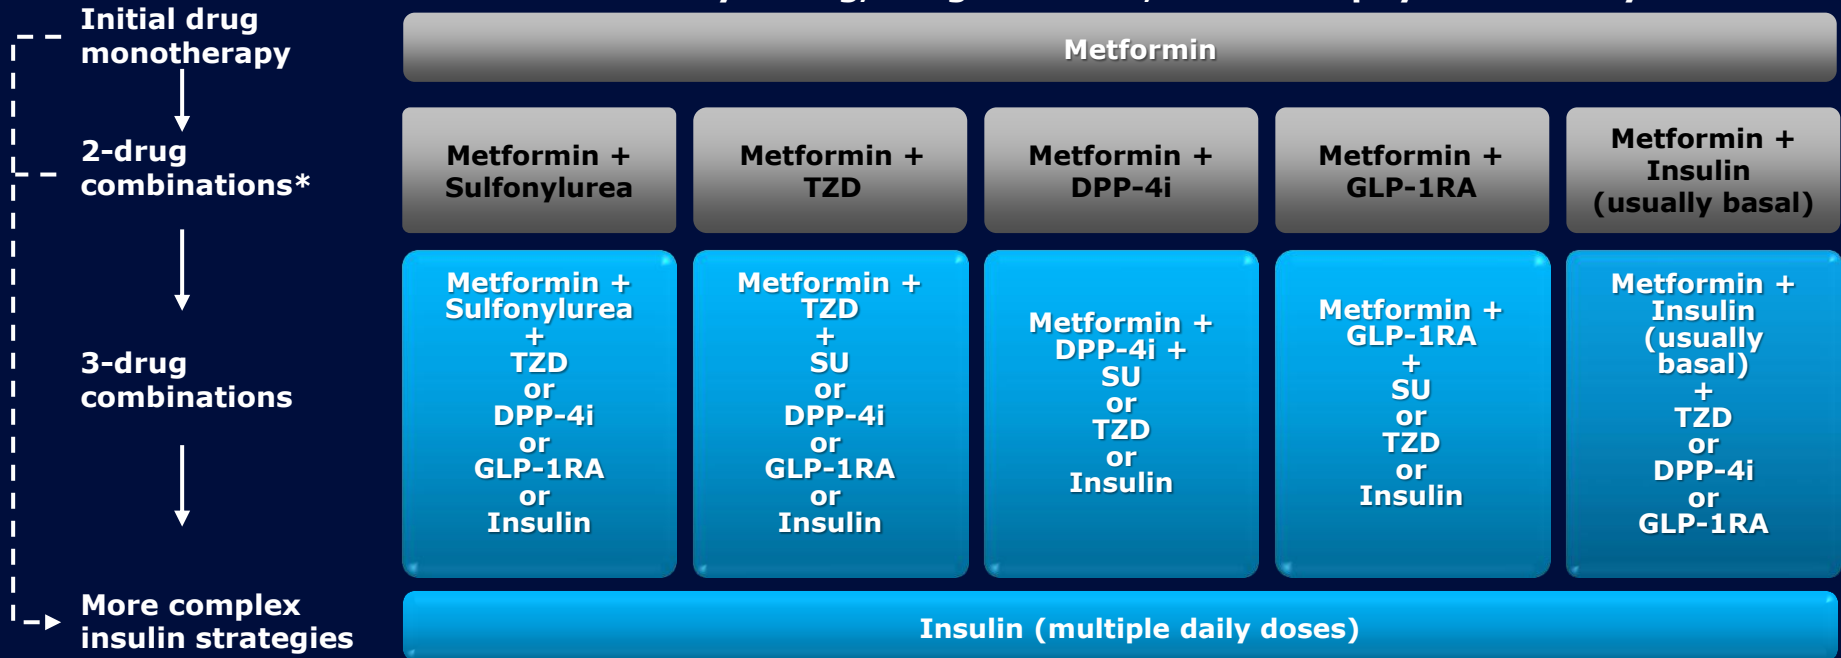 Initial drug
monotherapy
Metformin
2-drug
combinations*
Metformin +
Sulfonylurea
Metformin +
TZD
Metformin +
DPP-4i
Metformin +
GLP-1RA
Metformin +
Insulin
(usually basal)
3-drug
combinations
Metformin +
Sulfonylurea
+
TZD
or
DPP-4i
or
GLP-1RA
or
Insulin
Metformin +
TZD
+
SU
or
DPP-4i
or
GLP-1RA
or
Insulin
Metformin +
DPP-4i +
SU
or
TZD
or
Insulin
Metformin +
GLP-1RA
+
SU
or
TZD
or
Insulin
Metformin +
Insulin
(usually
basal)
+
TZD
or
DPP-4i
or
GLP-1RA
More complex
insulin strategies
Insulin (multiple daily doses)